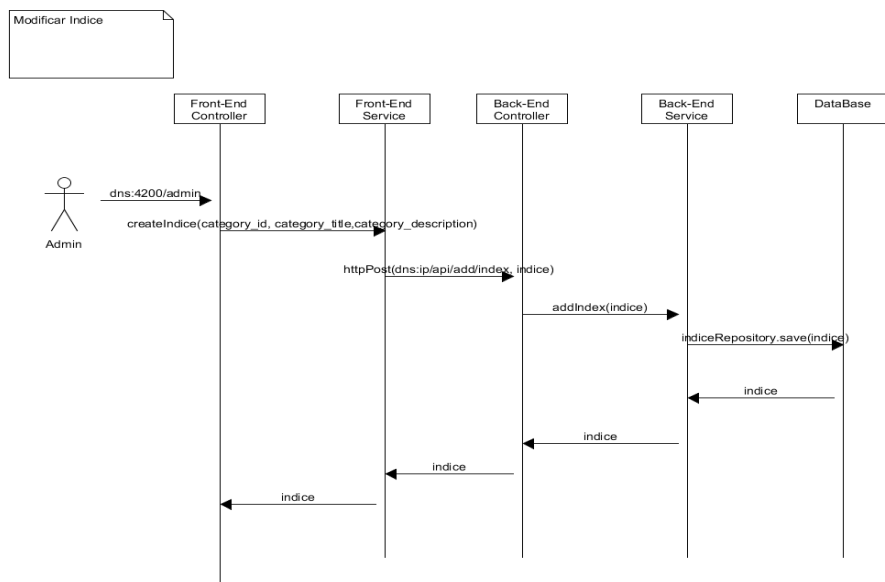 Modificar Indice
Front-End
Controller
Front-End
Service
Back-End
Controller
Back-End
Service
DataBase
dns:4200/admin
Admin
createIndice(category_id, category_title,category_description)
httpPost(dns:ip/api/add/index, indice)
addIndex(indice)
indiceRepository.save(indice)
indice
indice
indice
indice